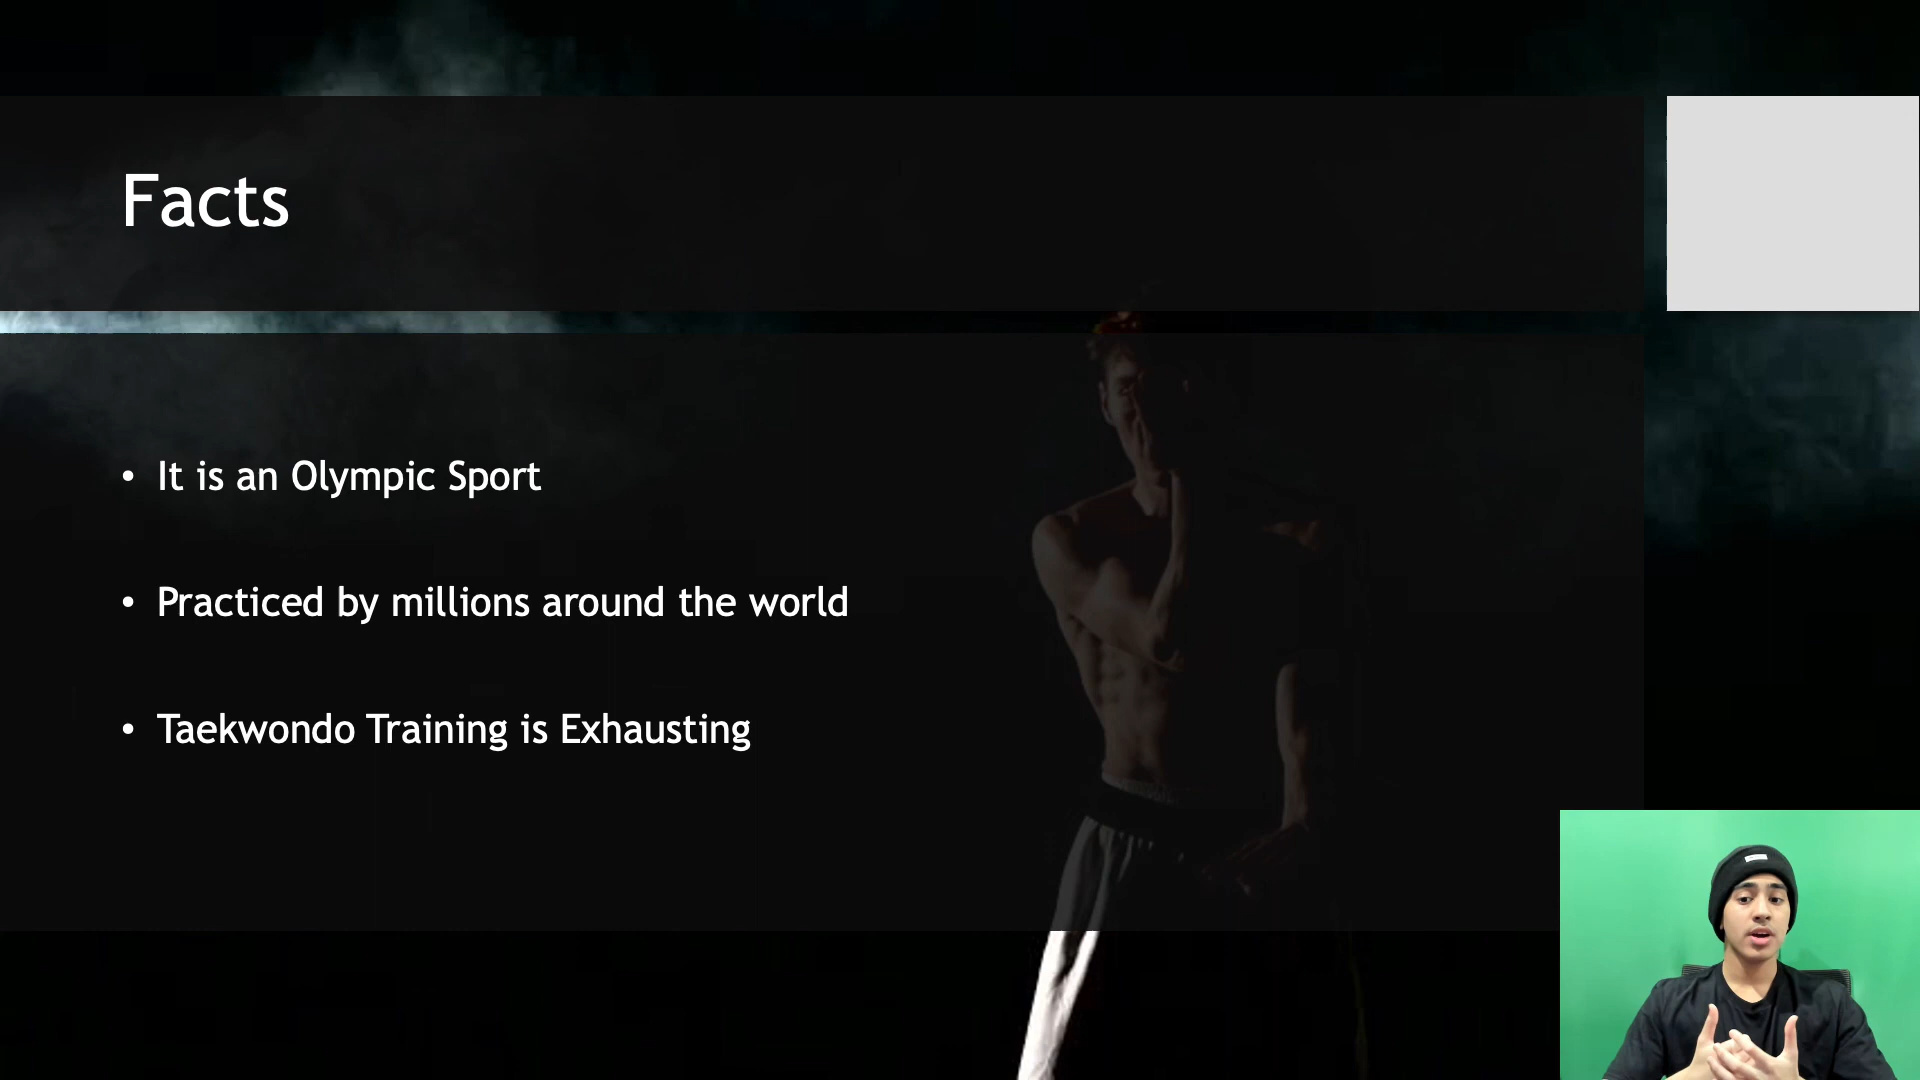 Facts
• It is an Olympic Sport
• Practiced by millions around the world
• Taekwondo Training is Exhausting